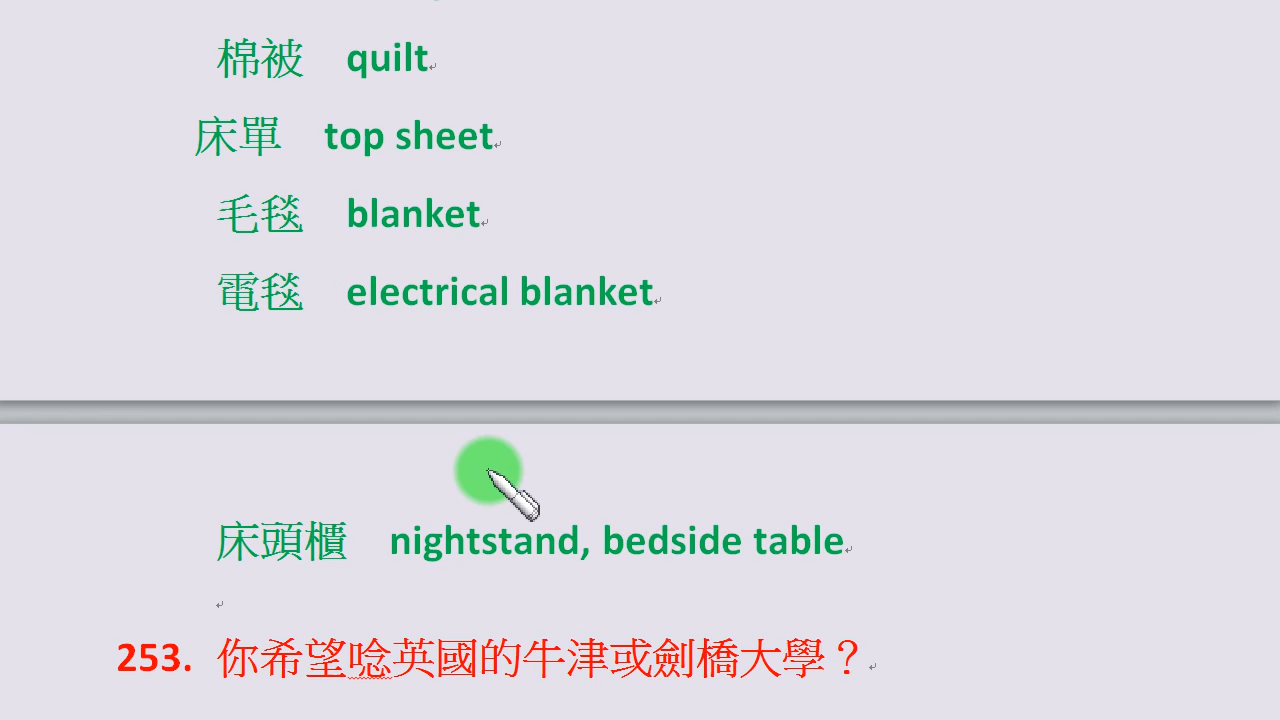 棉被 quilt
床單 top sheet
毛毯 blanket
電毯 electrical blanket
床頭櫃 nightstand, bedside table
253. 你希望唸英國的牛津或劍橋大學？